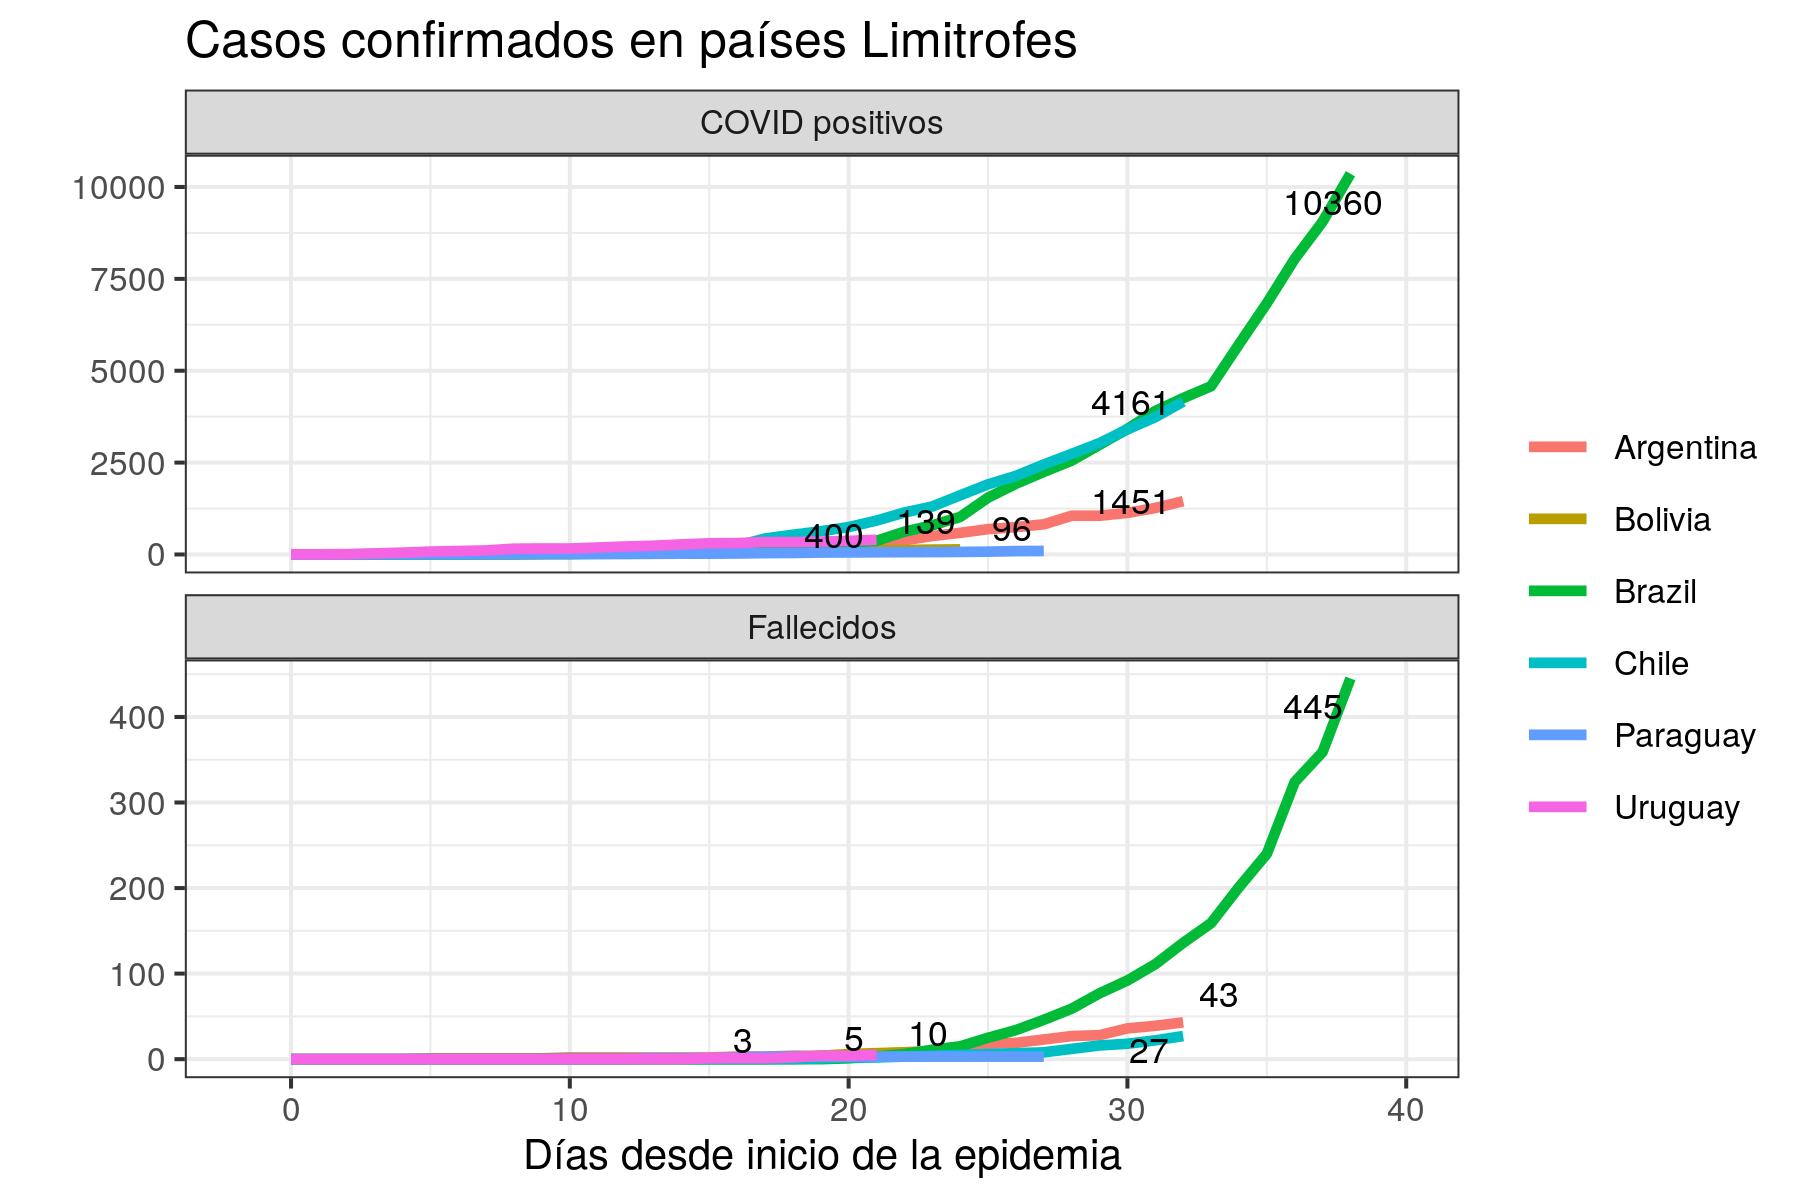 Casos confirmados en países Limitrofes
COVID positivos
10000
7500
5000
2500
0
10360
4161
1451
400
139
96
Fallecidos
400
300
200
100
0
445
43
3
5
10
27
0
10
20
30
40
Días desde inicio de la epidemia
Argentina
Bolivia
Brazil
Chile
Paraguay
Uruguay